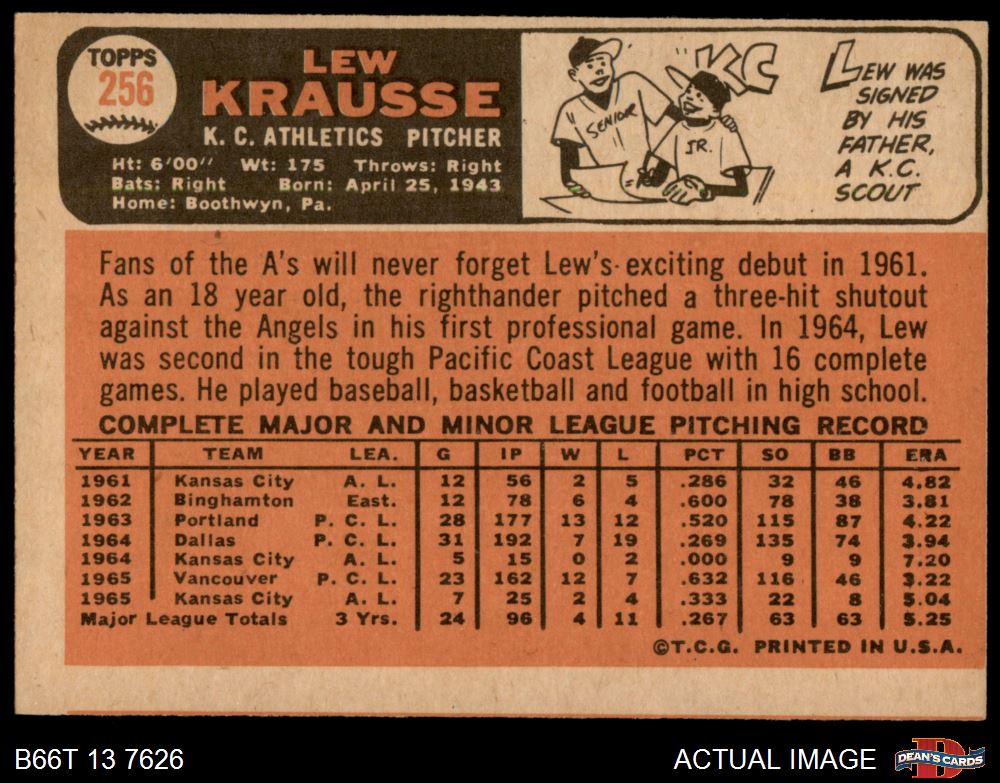 TOPPS
256
LEW
KRAUSSE
K. C. ATHLETICS PITCHER
Ht: 6'00" Wt: 175 Throws: Right
Bats: Right Born: April 25, 1943
Home: Boothwyn, Pa.
SENIOR
JR.
KC
LEW WAS
SIGNED
BY HIS
FATHER,
A K.C.
SCOUT
Fans of the A's will never forget Lew's exciting debut in 1961.
As an 18 year old, the righthander pitched a three-hit shutout
against the Angels in his first professional game. In 1964, Lew
was second in the tough Pacific Coast League with 16 complete
games. He played baseball, basketball and football in high school.
COMPLETE MAJOR AND MINOR LEAGUE PITCHING RECORD
YEAR TEAM LEA. G IP W L PCT SO BB ERA
1961 Kansas City A. L. 12 56 2 5 .286 32 46 4.82
1962 Binghamton East. 12 78 6 4 .600 78 38 3.81
1963 Portland P. C. L. 28 177 13 12 .520 115 87 4.22
1964 Dallas P. C. L. 31 192 7 19 .269 135 74 3.94
1964 Kansas City A. L. 5 15 0 2 .000 9 9 7.20
1965 Vancouver P. C. L. 23 162 12 7 .632 116 46 3.22
1965 Kansas City A. L. 7 25 2 4 .333 22 8 5.04
Major League Totals 3 Yrs. 24 96 4 11 .267 63 63 5.25
©T.C.G. PRINTED IN U.S.A.
B66T 13 7626
ACTUAL IMAGE
DEAN'S CARDS